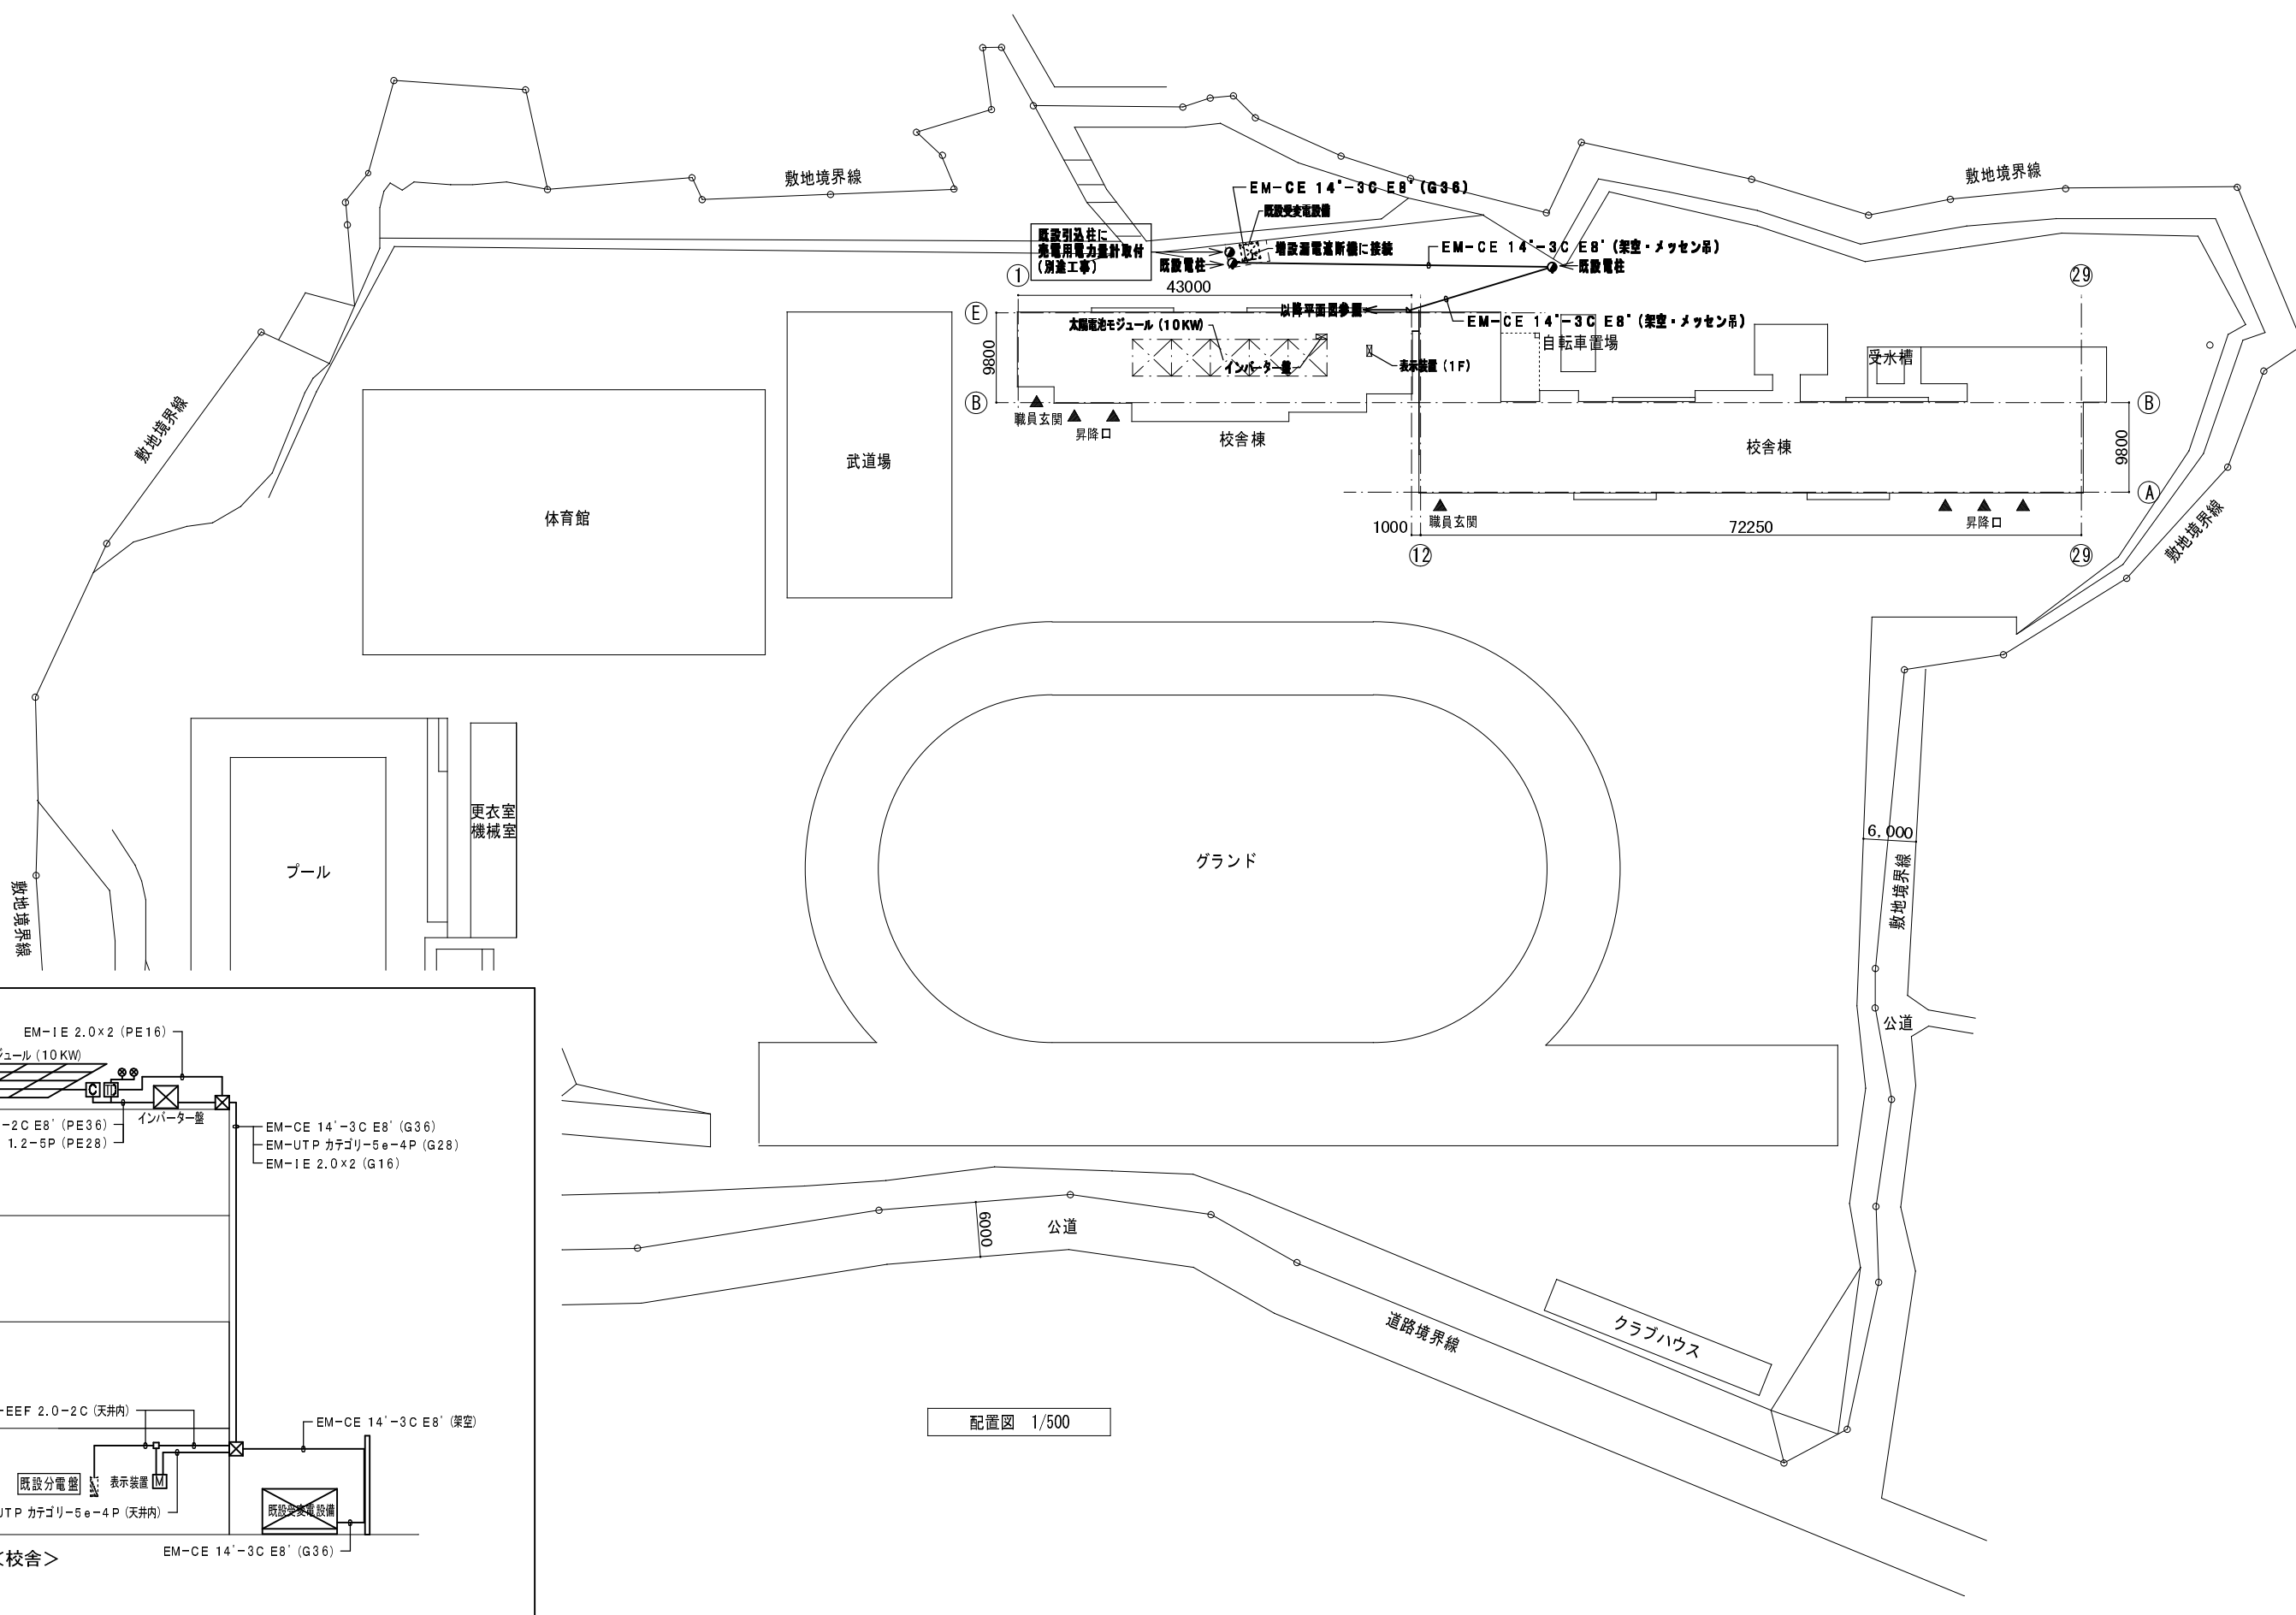 敷地境界線
敷地境界線
EM-CE 14゜-3C E8゜(G36)
既設受変電設備
既設引込柱に
売電用電力量計取付
(別途工事)
増設漏電遮断機に接続
EM-CE 14゜-3C E8゜(架空・メッセン吊)
既設電柱
既設電柱
①
43000
㉙
Ⓔ
以降平面図参照
EM-CE 14゜-3C E8゜(架空・メッセン吊)
太陽電池モジュール(10KW)
自転車置場
9800
インバーター盤
表示装置(1F)
受水槽
Ⓑ
Ⓑ
職員玄関
昇降口
校舎棟
校舎棟
9800
敷地境界線
武道場
体育館
Ⓐ
1000
職員玄関
72250
昇降口
⑫
㉙
敷地境界線
更衣室
機械室
プール
グランド
6,000
敷地境界線
敷地境界線
公道
EM-IE 2.0×2 (PE16)
ジュール(10KW)
インバーター盤
-2C E8゜(PE36)
1.2-5P (PE28)
EM-CE 14゜-3C E8゜(G36)
EM-UTP カテゴリー5e-4P (G28)
EM-IE 2.0×2 (G16)
6000
公道
道路境界線
クラブハウス
配置図 1/500
-EEF 2.0-2C (天井内)
EM-CE 14゜-3C E8゜(架空)
既設分電盤
表示装置
M
UTP カテゴリー5e-4P (天井内)
既設受変電設備
EM-CE 14゜-3C E8゜(G36)
<校舎>